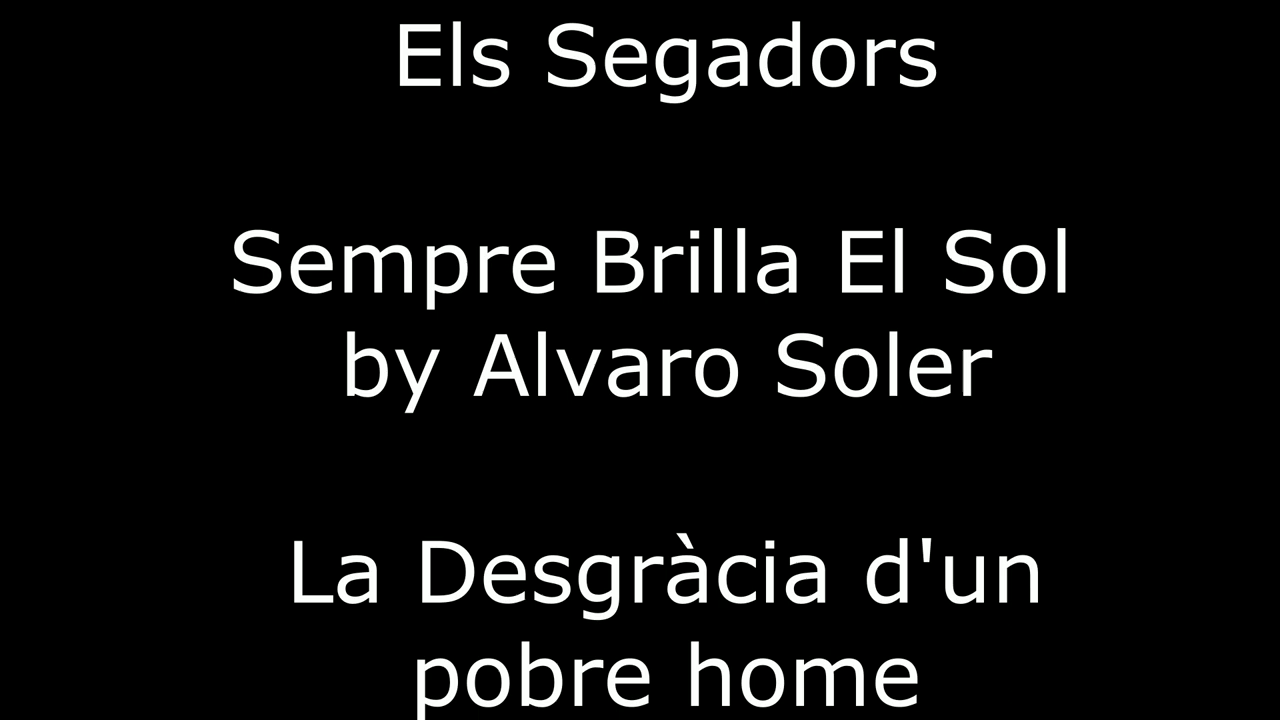 Els Segadors
Sempre Brilla El Sol
by Alvaro Soler
La Desgràcia d'un
pobre home